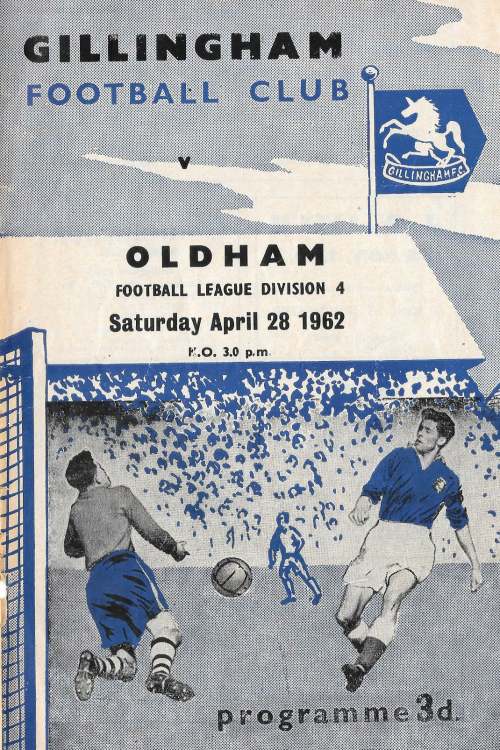 GILLINGHAM
FOOTBALL CLUB
v
GILLINGHAM F.C.
OLDHAM
FOOTBALL LEAGUE DIVISION 4
Saturday April 28 1962
K.O. 3.0 p.m.
programme 3d.